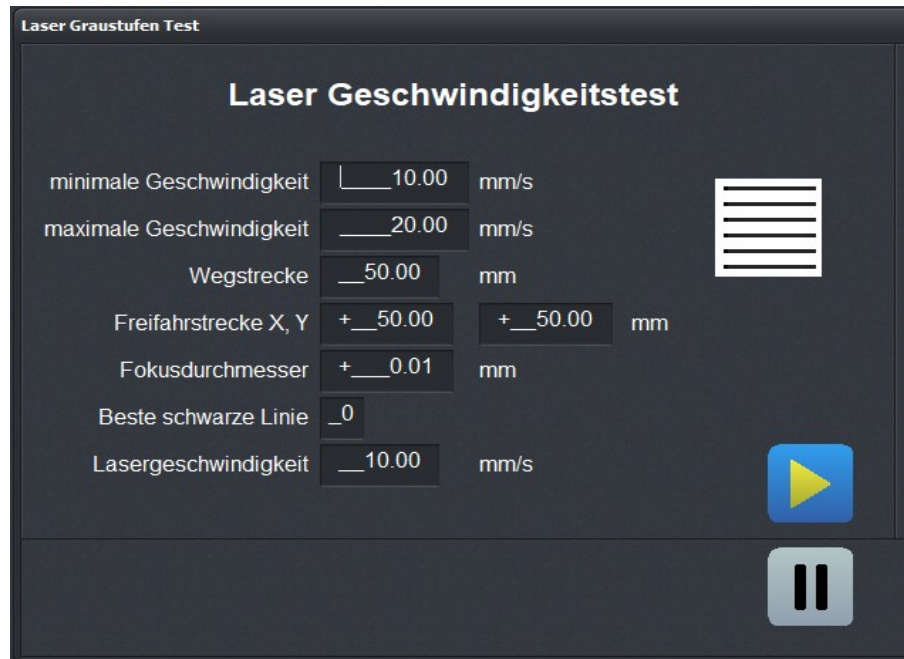 Laser Graustufen Test
Laser Geschwindigkeitstest
minimale Geschwindigkeit ____10.00 mm/s
maximale Geschwindigkeit ____20.00 mm/s
Wegstrecke __50.00 mm
Freifahrstrecke X, Y +__50.00 +__50.00 mm
Fokusdurchmesser +___0.01 mm
Beste schwarze Linie _0
Lasergeschwindigkeit __10.00 mm/s